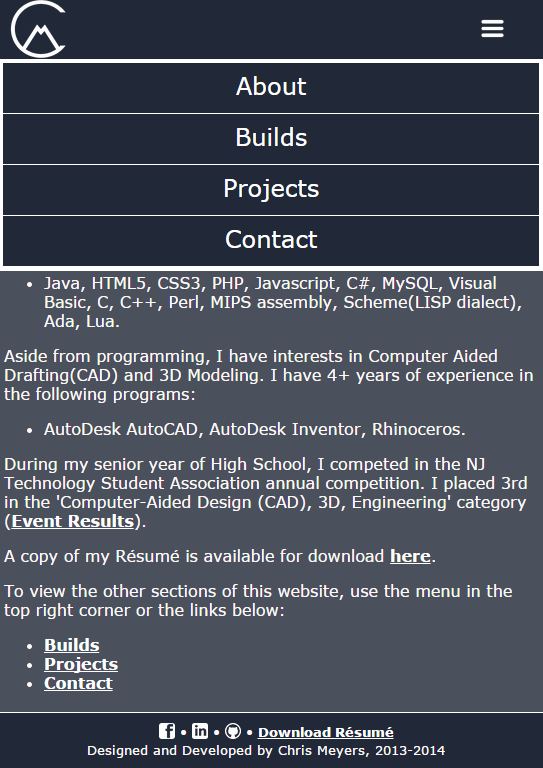 About
Builds
Projects
Contact
• Java, HTML5, CSS3, PHP, Javascript, C#, MySQL, Visual
Basic, C, C++, Perl, MIPS assembly, Scheme(LISP dialect),
Ada, Lua.
Aside from programming, I have interests in Computer Aided
Drafting(CAD) and 3D Modeling. I have 4+ years of experience in
the following programs:
• AutoDesk AutoCAD, AutoDesk Inventor, Rhinoceros.
During my senior year of High School, I competed in the NJ
Technology Student Association annual competition. I placed 3rd
in the 'Computer-Aided Design (CAD), 3D, Engineering' category
(Event Results).
A copy of my Résumé is available for download here.
To view the other sections of this website, use the menu in the
top right corner or the links below:
• Builds
• Projects
• Contact
• • • Download Résumé
Designed and Developed by Chris Meyers, 2013-2014